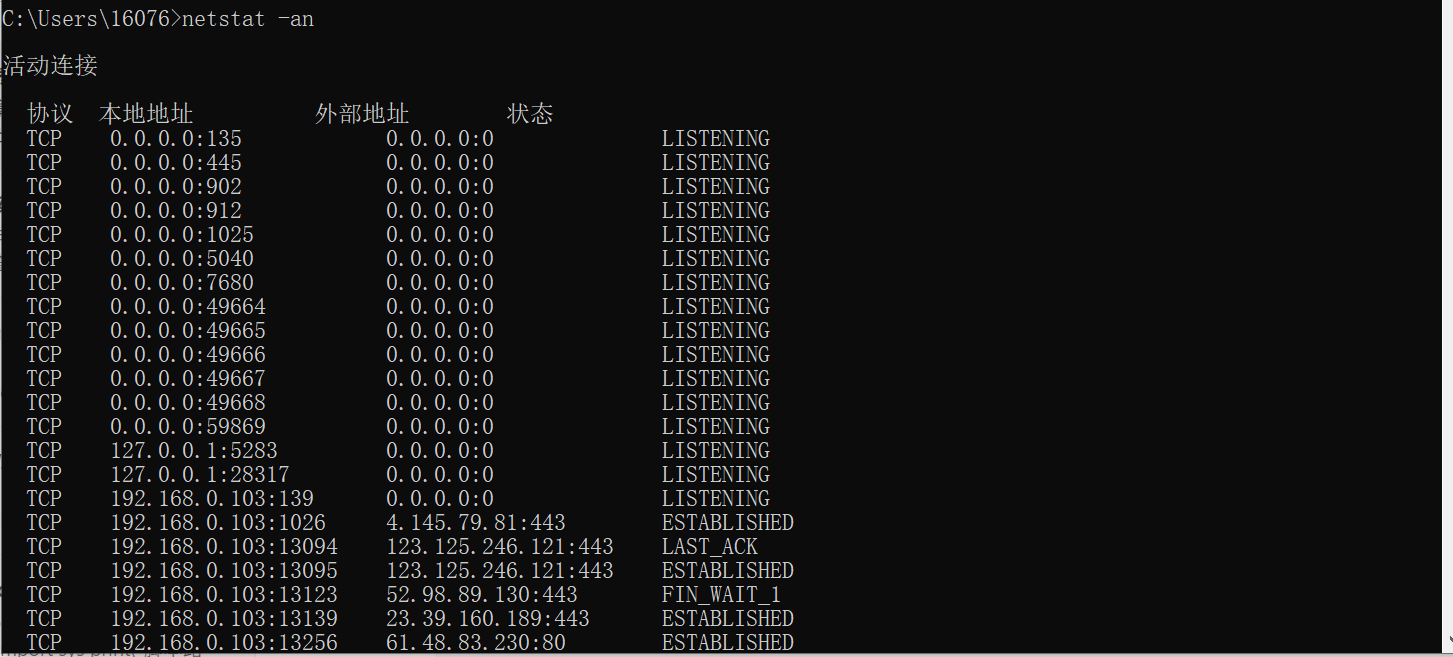 C:\Users\16076>netstat -an
活动连接
协议 本地地址 外部地址 状态
TCP 0.0.0.0:135 0.0.0.0:0 LISTENING
TCP 0.0.0.0:445 0.0.0.0:0 LISTENING
TCP 0.0.0.0:902 0.0.0.0:0 LISTENING
TCP 0.0.0.0:912 0.0.0.0:0 LISTENING
TCP 0.0.0.0:1025 0.0.0.0:0 LISTENING
TCP 0.0.0.0:5040 0.0.0.0:0 LISTENING
TCP 0.0.0.0:7680 0.0.0.0:0 LISTENING
TCP 0.0.0.0:49664 0.0.0.0:0 LISTENING
TCP 0.0.0.0:49665 0.0.0.0:0 LISTENING
TCP 0.0.0.0:49666 0.0.0.0:0 LISTENING
TCP 0.0.0.0:49667 0.0.0.0:0 LISTENING
TCP 0.0.0.0:49668 0.0.0.0:0 LISTENING
TCP 0.0.0.0:59869 0.0.0.0:0 LISTENING
TCP 127.0.0.1:5283 0.0.0.0:0 LISTENING
TCP 127.0.0.1:28317 0.0.0.0:0 LISTENING
TCP 192.168.0.103:139 0.0.0.0:0 LISTENING
TCP 192.168.0.103:1026 4.145.79.81:443 ESTABLISHED
TCP 192.168.0.103:13094 123.125.246.121:443 LAST_ACK
TCP 192.168.0.103:13095 123.125.246.121:443 ESTABLISHED
TCP 192.168.0.103:13123 52.98.89.130:443 FIN_WAIT_1
TCP 192.168.0.103:13139 23.39.160.189:443 ESTABLISHED
TCP 192.168.0.103:13256 61.48.83.230:80 ESTABLISHED